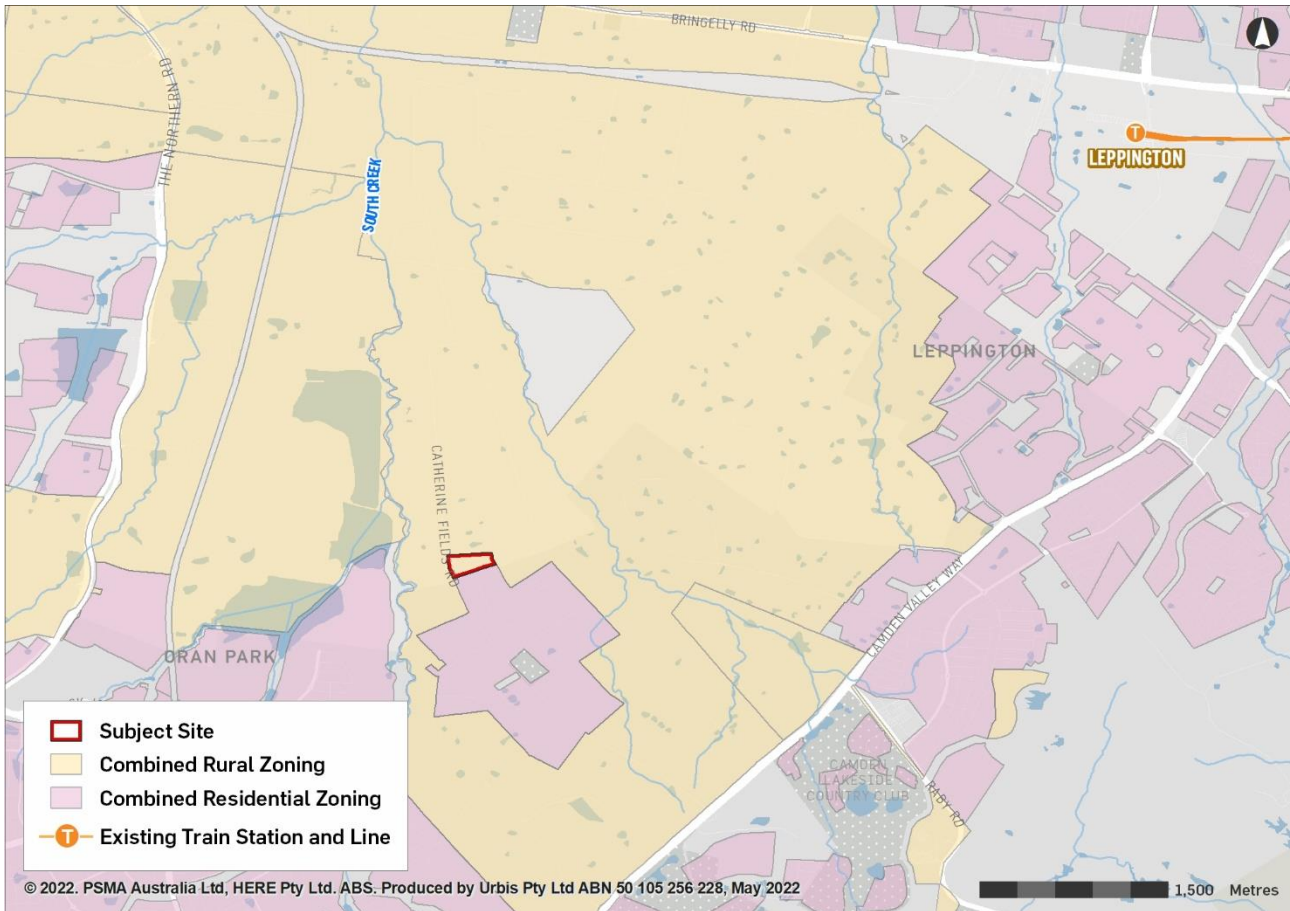 BRINGELLY RD
THE NORTHERN RD
SOUTH CREEK
T
LEPPINGTON
LEPPINGTON
CATHERINE FIELDS RD
CAMDEN VALLEY WAY
ORAN PARK
CAMDEN
LAKESIDE
COUNTRY CLUB
RABY RD
Subject Site
Combined Rural Zoning
Combined Residential Zoning
T Existing Train Station and Line
© 2022. PSMA Australia Ltd, HERE Pty Ltd. ABS. Produced by Urbis Pty Ltd ABN 50 105 256 228, May 2022
1,500 Metres